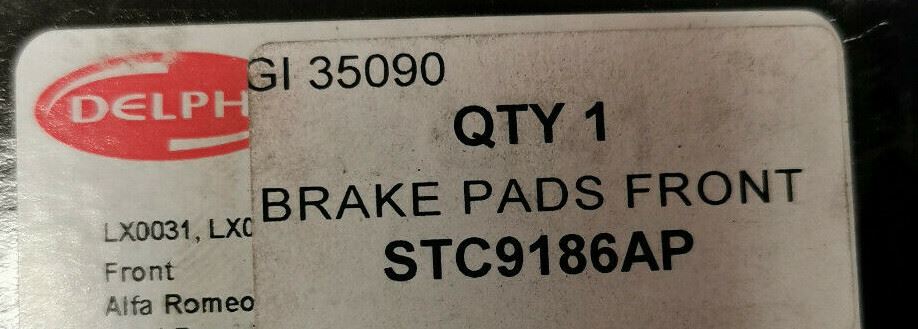 GI 35090
QTY 1
BRAKE PADS FRONT
STC9186AP
DELPH
LX0031, LX0
Front
Alfa Romeo